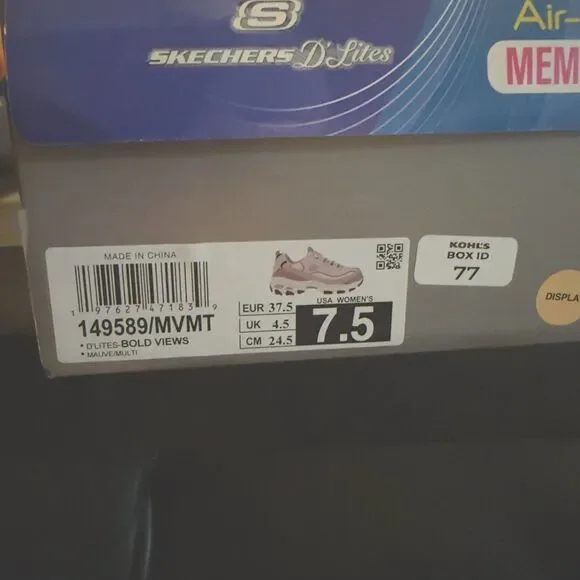 S
SKECHERS D'Lites
Air-
MEM
MADE IN CHINA
1 97627 47183 9
149589/MVMT
• D'LITES-BOLD VIEWS
• MAUVE/MULTI
EUR 37.5
UK 4.5
CM 24.5
USA WOMEN'S
7.5
KOHL'S
BOX ID
77
DISPLA